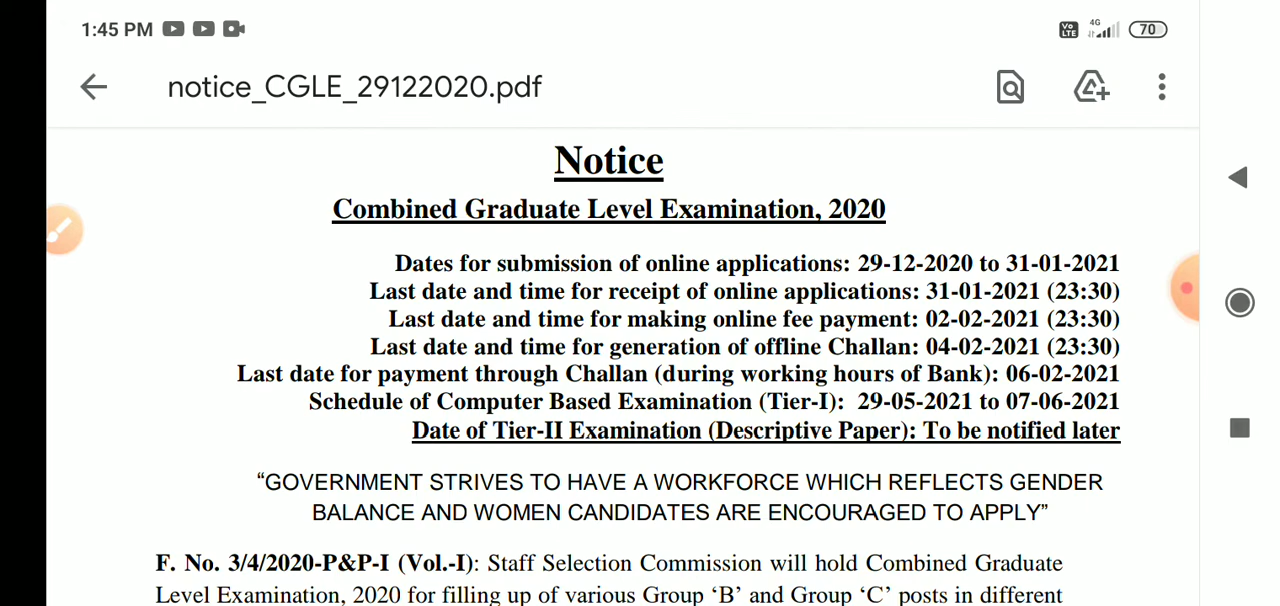 1:45 PM
Vo LTE 4G 70
notice_CGLE_29122020.pdf
Notice
Combined Graduate Level Examination, 2020
Dates for submission of online applications: 29-12-2020 to 31-01-2021
Last date and time for receipt of online applications: 31-01-2021 (23:30)
Last date and time for making online fee payment: 02-02-2021 (23:30)
Last date and time for generation of offline Challan: 04-02-2021 (23:30)
Last date for payment through Challan (during working hours of Bank): 06-02-2021
Schedule of Computer Based Examination (Tier-I): 29-05-2021 to 07-06-2021
Date of Tier-II Examination (Descriptive Paper): To be notified later
“GOVERNMENT STRIVES TO HAVE A WORKFORCE WHICH REFLECTS GENDER
BALANCE AND WOMEN CANDIDATES ARE ENCOURAGED TO APPLY”
F. No. 3/4/2020-P&P-I (Vol.-I): Staff Selection Commission will hold Combined Graduate
Level Examination, 2020 for filling up of various Group ‘B’ and Group ‘C’ posts in different